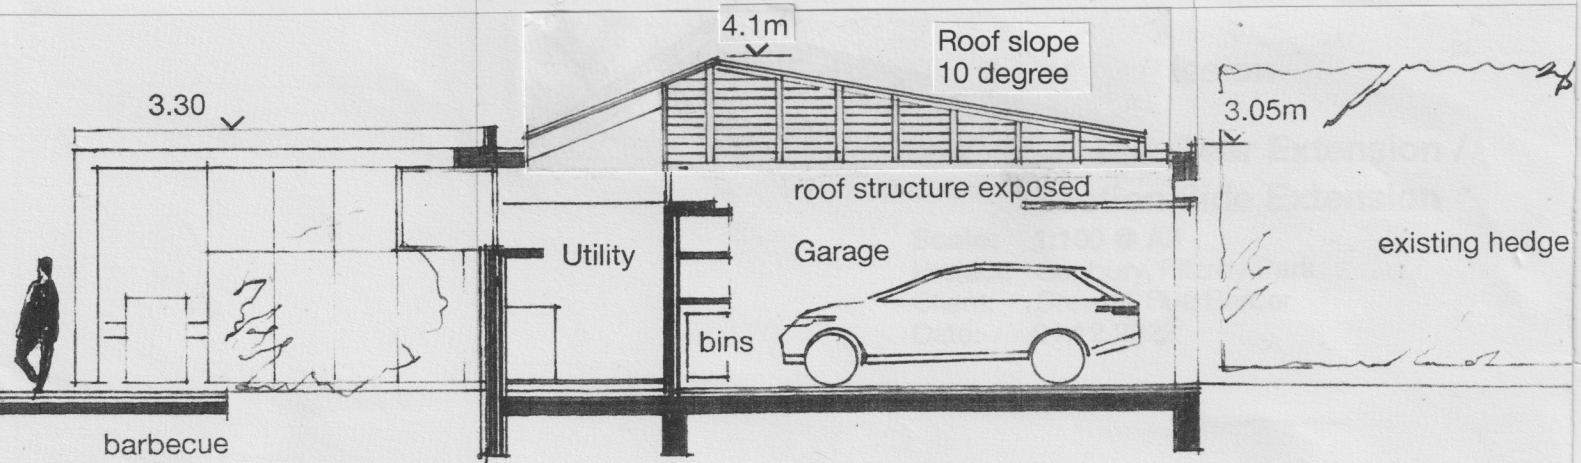 4.1m
Roof slope
10 degree
3.30
3.05m
roof structure exposed
Utility
Garage
existing hedge
bins
barbecue
Extension /
Extension